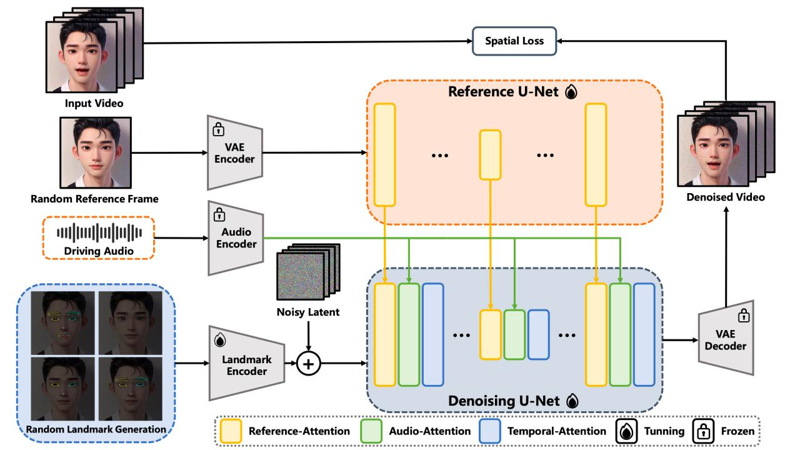 Spatial Loss
Input Video
Reference U-Net
VAE
Encoder
...
...
Random Reference Frame
Denoised Video
Driving Audio
Audio
Encoder
Noisy Latent
Landmark
Encoder
+
...
...
VAE
Decoder
Random Landmark Generation
Denoising U-Net
Reference-Attention
Audio-Attention
Temporal-Attention
Tunning
Frozen